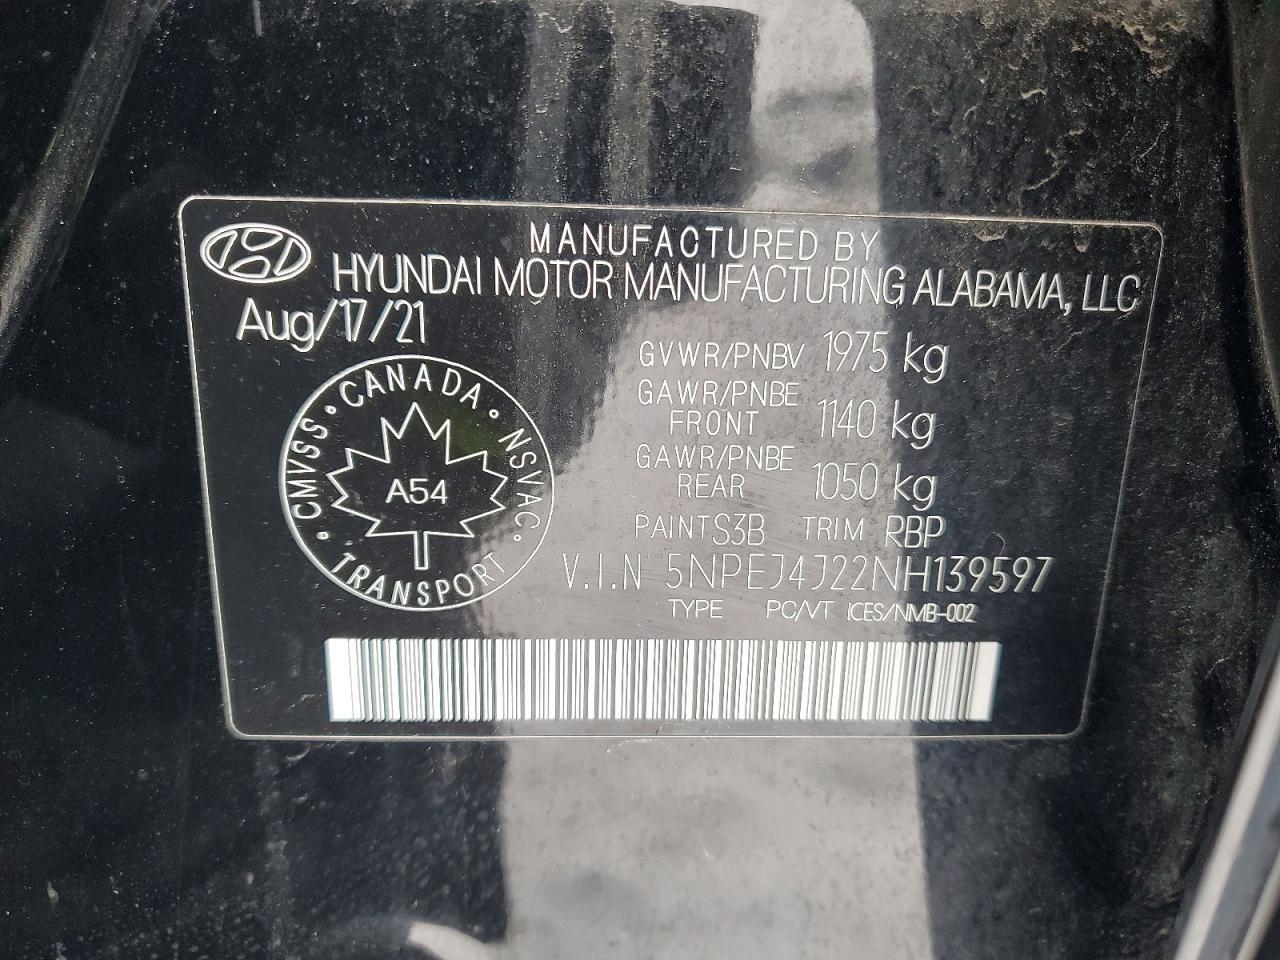 MANUFACTURED BY
HYUNDAI MOTOR MANUFACTURING ALABAMA, LLC
Aug/17/21
CANADA · NSVAC · TRANSPORT · CMVSS ·
A54
GVWR/PNBV 1975 kg
GAWR/PNBE
FRONT 1140 kg
GAWR/PNBE
REAR 1050 kg
PAINT S3B TRIM RBP
V.I.N 5NPEJ4J22NH139597
TYPE PC/VT ICES/NMB-002